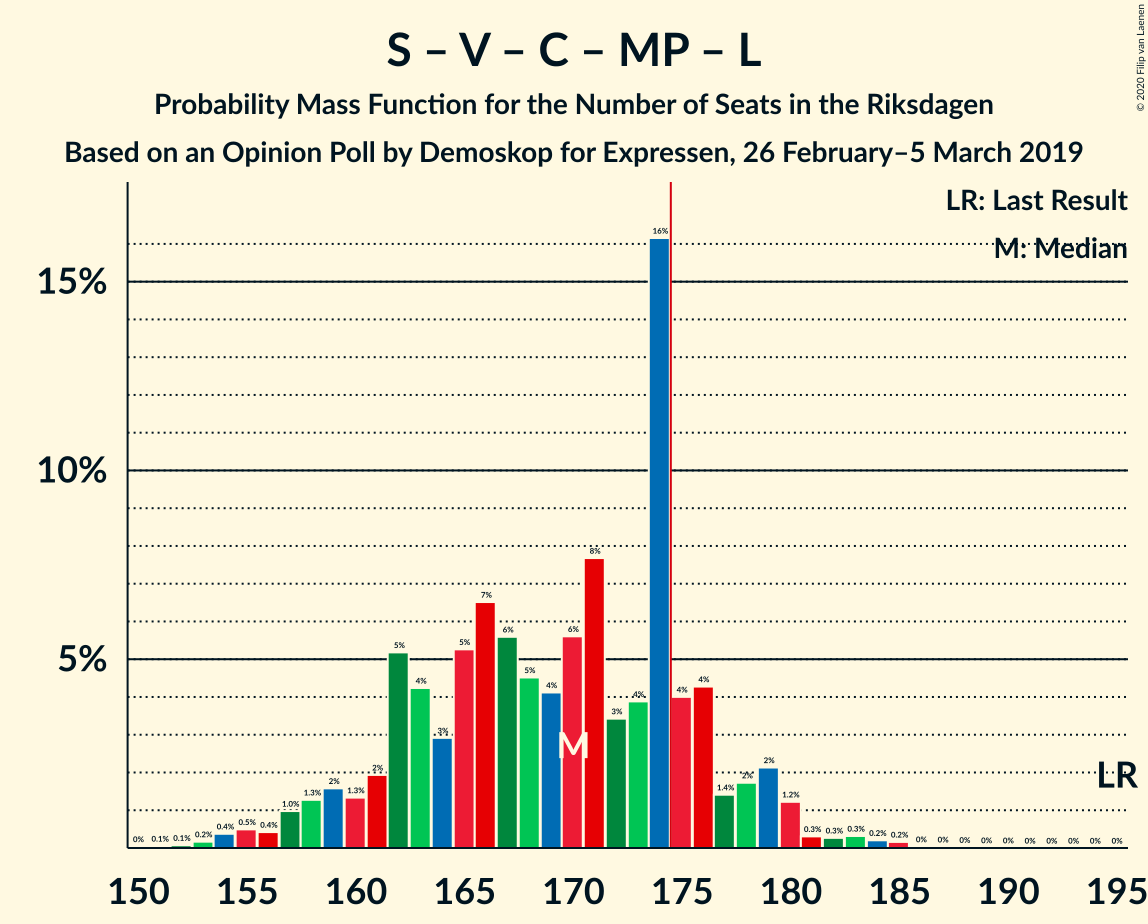 S – V – C – MP – L
Probability Mass Function for the Number of Seats in the Riksdagen
Based on an Opinion Poll by Demoskop for Expressen, 26 February–5 March 2019
© 2020 Filip van Laenen
LR: Last Result
M: Median
15%
10%
5%
0% 0.1% 0.1% 0.2% 0.4% 0.5% 0.4% 1.0% 1.3% 2% 1.3% 2% 5% 4% 3% 5% 7% 6% 5% 4% 6% 8% 3% 4% 16% 4% 4% 1.4% 2% 2% 1.2% 0.3% 0.3% 0.3% 0.2% 0.2% 0% 0% 0% 0% 0% 0% 0% 0% 0% 0%
M
LR
150 155 160 165 170 175 180 185 190 195